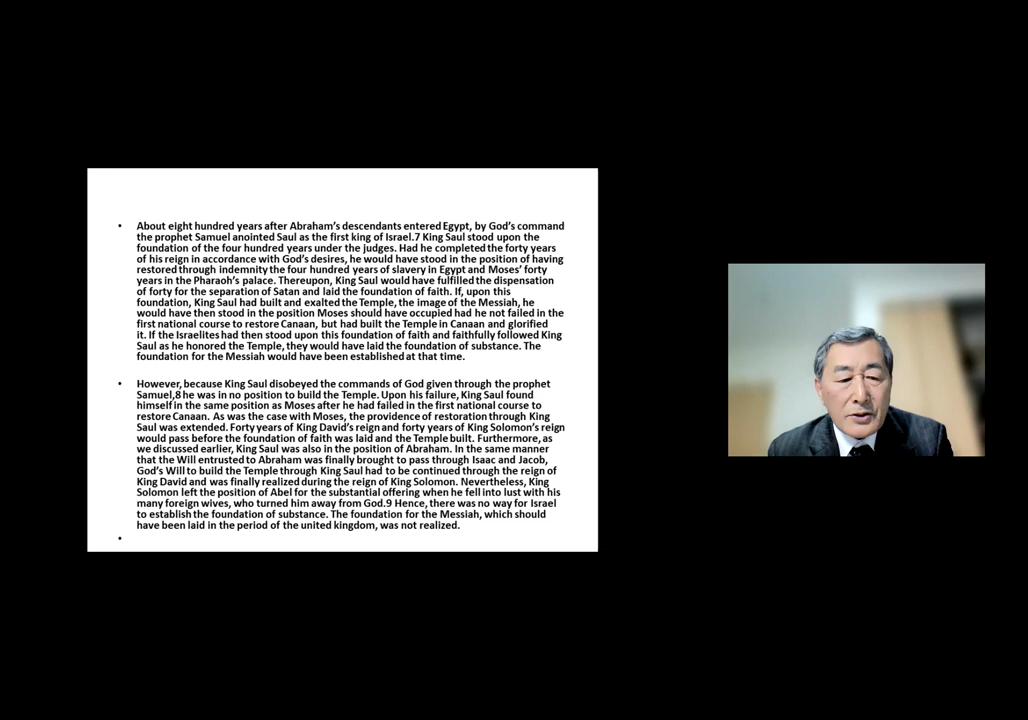 • About eight hundred years after Abraham's descendants entered Egypt, by God's command
the prophet Samuel anointed Saul as the first king of Israel.7 King Saul stood upon the
foundation of the four hundred years under the judges. Had he completed the forty years
of his reign in accordance with God's desires, he would have stood in the position of having
restored through indemnity the four hundred years of slavery in Egypt and Moses' forty
years in the Pharaoh's palace. Thereupon, King Saul would have fulfilled the dispensation
of forty for the separation of Satan and laid the foundation of faith. If, upon this
foundation, King Saul had built and exalted the Temple, the image of the Messiah, he
would have then stood in the position Moses should have occupied had he not failed in the
first national course to restore Canaan, but had built the Temple in Canaan and glorified
it. If the Israelites had then stood upon this foundation of faith and faithfully followed King
Saul as he honored the Temple, they would have laid the foundation of substance. The
foundation for the Messiah would have been established at that time.
• However, because King Saul disobeyed the commands of God given through the prophet
Samuel,8 he was in no position to build the Temple. Upon his failure, King Saul found
himself in the same position as Moses after he had failed in the first national course to
restore Canaan. As was the case with Moses, the providence of restoration through King
Saul was extended. Forty years of King David's reign and forty years of King Solomon's reign
would pass before the foundation of faith was laid and the Temple built. Furthermore, as
we discussed earlier, King Saul was also in the position of Abraham. In the same manner
that the Will entrusted to Abraham was finally brought to pass through Isaac and Jacob,
God's Will to build the Temple through King Saul had to be continued through the reign of
King David and was finally realized during the reign of King Solomon. Nevertheless, King
Solomon left the position of Abel for the substantial offering when he fell into lust with his
many foreign wives, who turned him away from God.9 Hence, there was no way for Israel
to establish the foundation of substance. The foundation for the Messiah, which should
have been laid in the period of the united kingdom, was not realized.
•